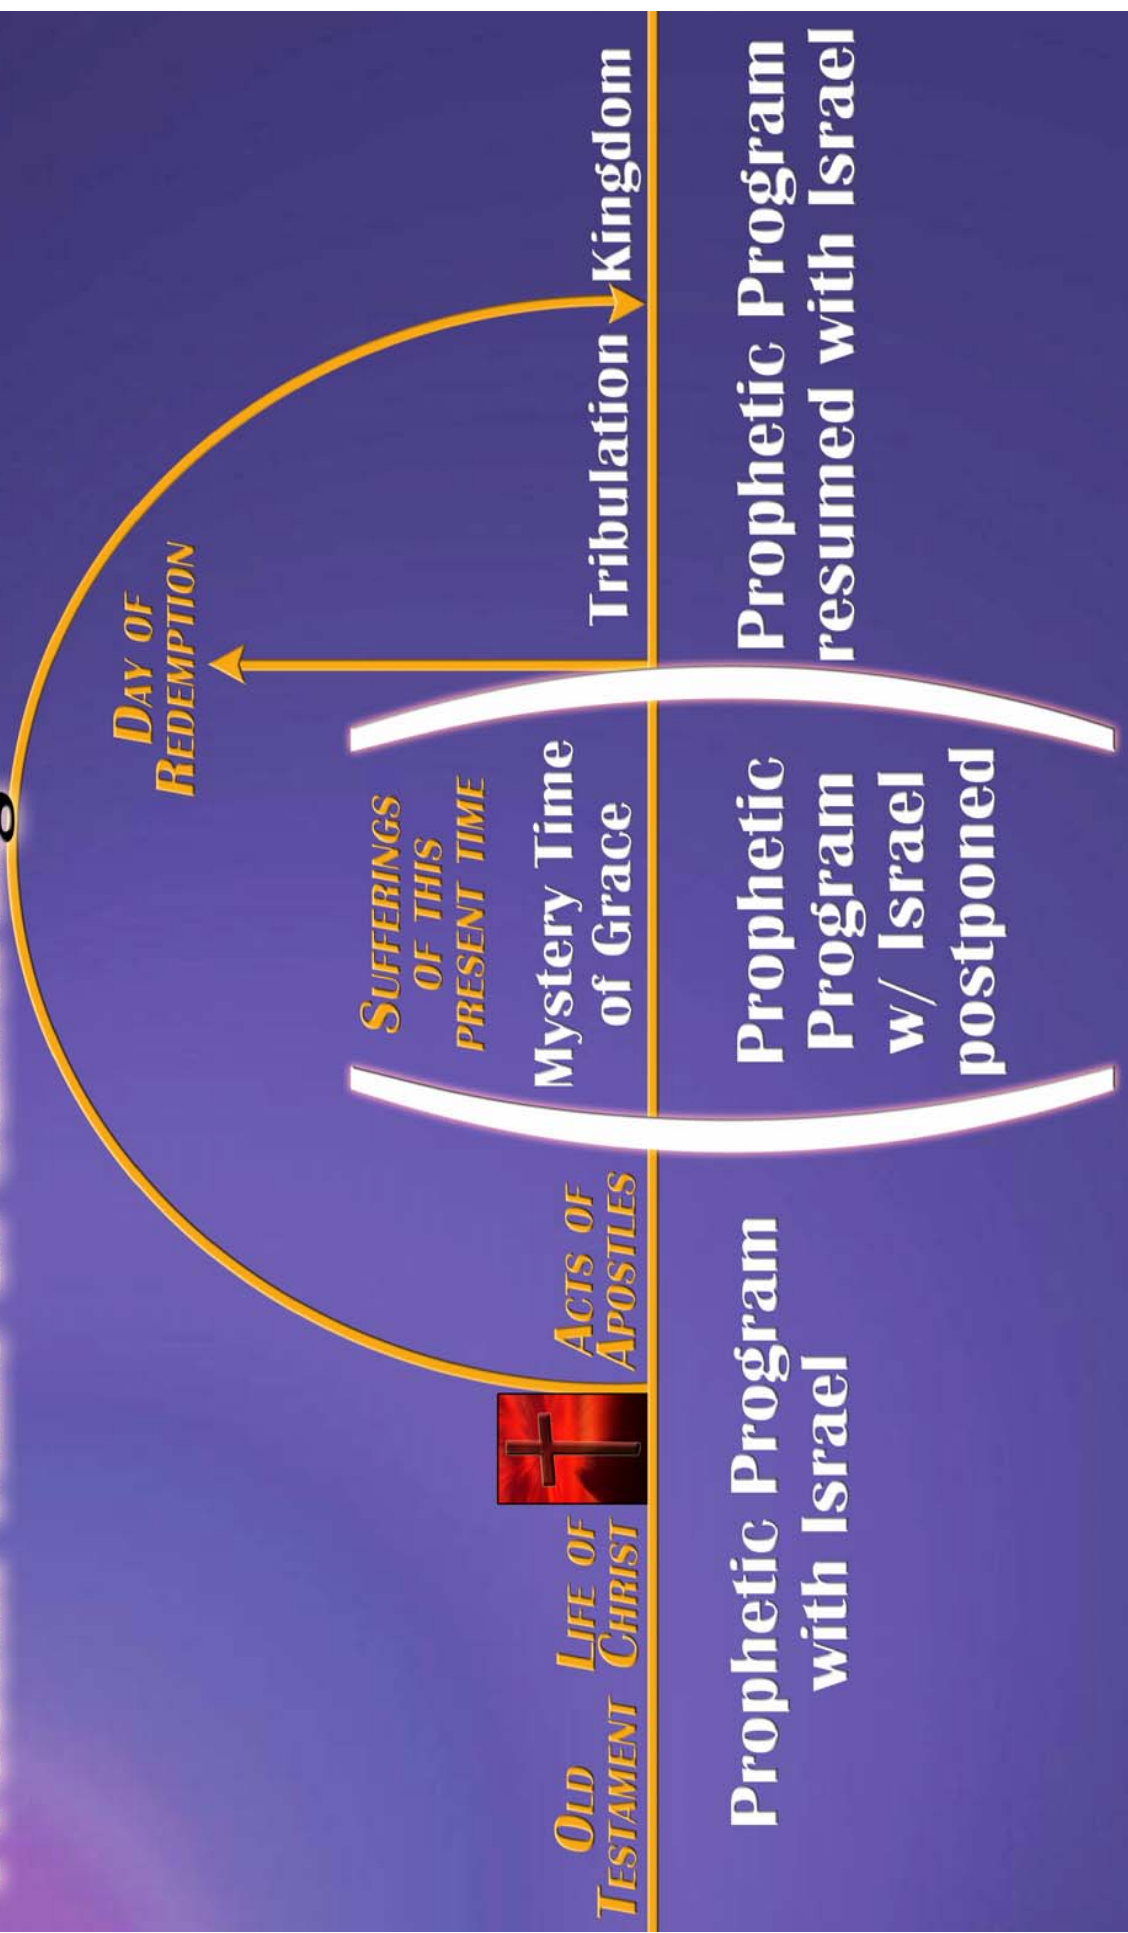 DAY OF
REDEMPTION
SUFFERINGS
OF THIS
PRESENT TIME
Mystery Time
of Grace
OLD
TESTAMENT
LIFE OF
CHRIST
ACTS OF
APOSTLES
Tribulation
Kingdom
Prophetic Program
with Israel
Prophetic
Program
w/ Israel
postponed
Prophetic Program
resumed with Israel